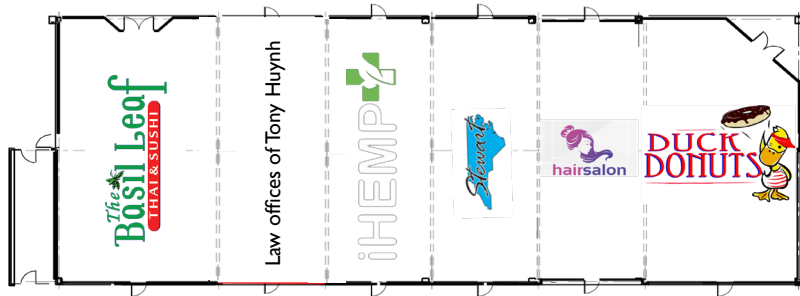 The
Basil Leaf
THAI & SUSHI
Law offices of Tony Huynh
iHEMP
Stewart
hairsalon
DUCK
DONUTS